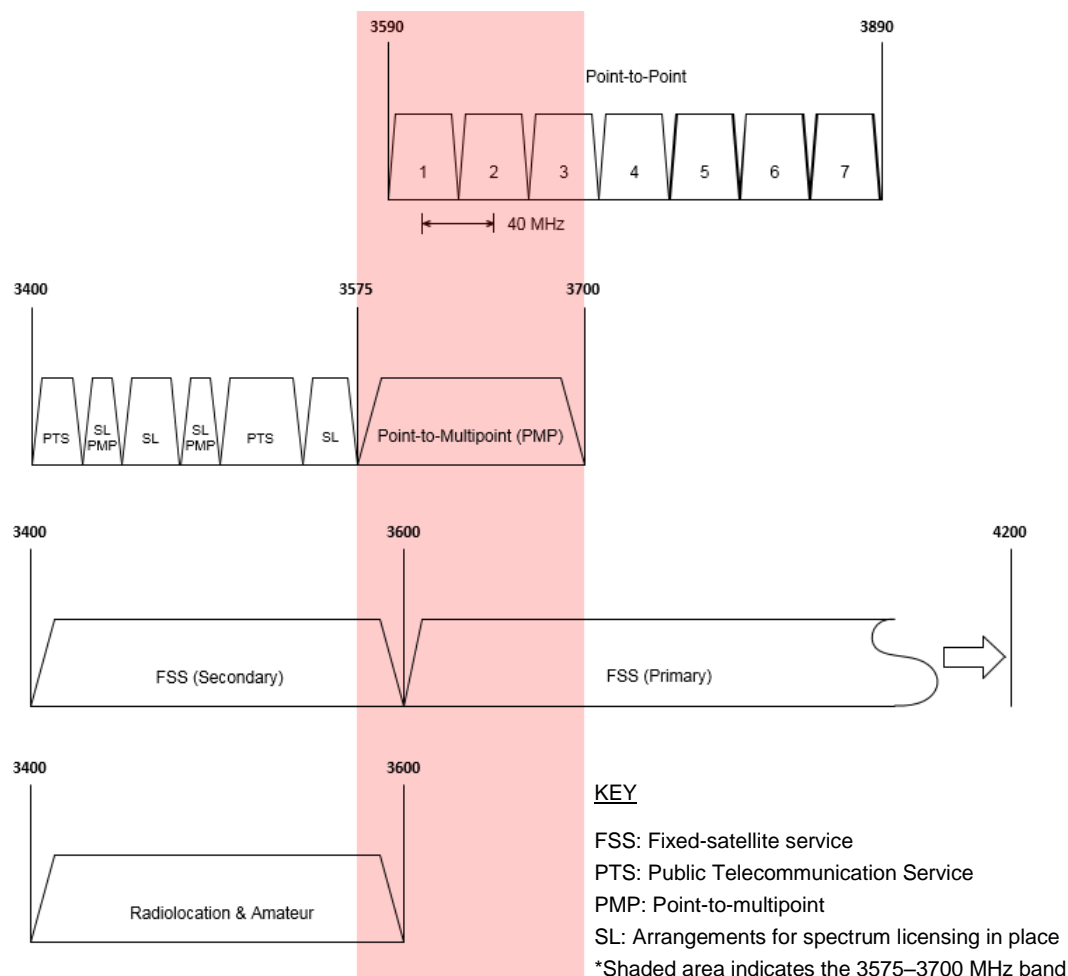 3590 3890
Point-to-Point
1 2 3 4 5 6 7
40 MHz
3400 3575 3700
PTS SL PMP SL SL PMP PTS SL Point-to-Multipoint (PMP)
3400 3600 4200
FSS (Secondary) FSS (Primary)
3400 3600
Radiolocation & Amateur
KEY
FSS: Fixed-satellite service
PTS: Public Telecommunication Service
PMP: Point-to-multipoint
SL: Arrangements for spectrum licensing in place
*Shaded area indicates the 3575–3700 MHz band